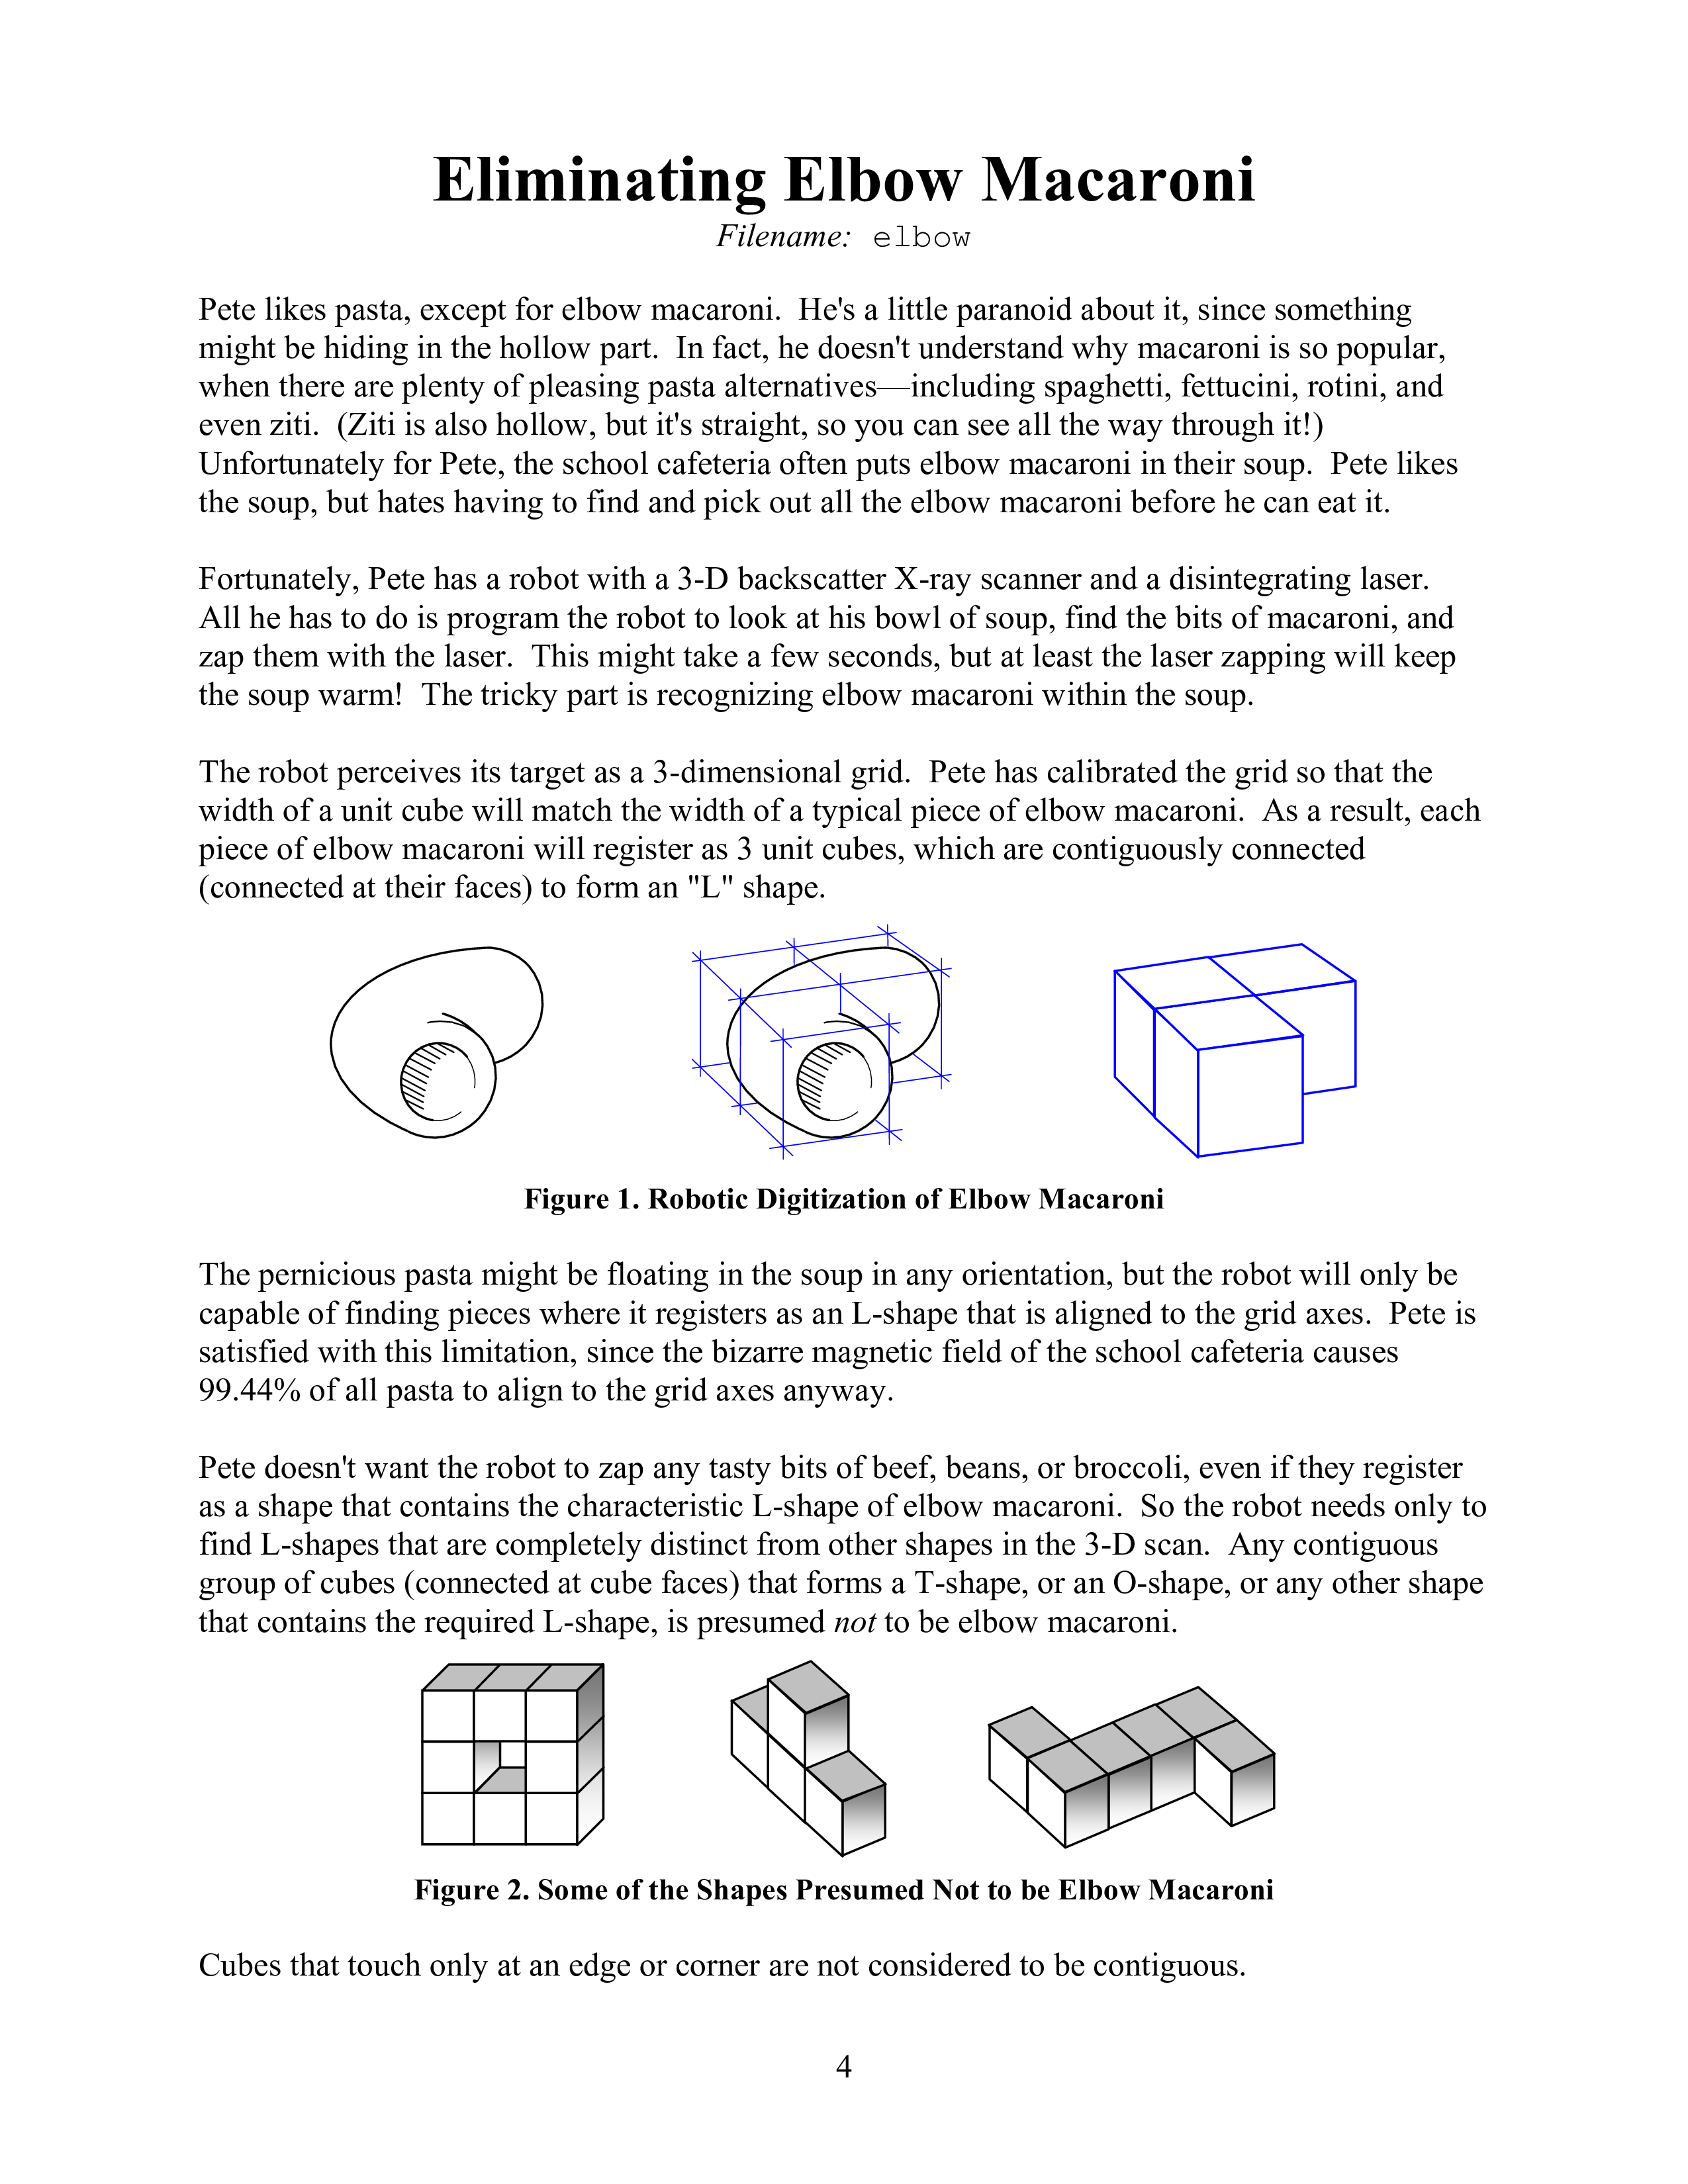 Eliminating Elbow Macaroni
Filename: elbow
Pete likes pasta, except for elbow macaroni.  He's a little paranoid about it, since something
might be hiding in the hollow part.  In fact, he doesn't understand why macaroni is so popular,
when there are plenty of pleasing pasta alternatives—including spaghetti, fettucini, rotini, and
even ziti.  (Ziti is also hollow, but it's straight, so you can see all the way through it!)
Unfortunately for Pete, the school cafeteria often puts elbow macaroni in their soup.  Pete likes
the soup, but hates having to find and pick out all the elbow macaroni before he can eat it.
Fortunately, Pete has a robot with a 3-D backscatter X-ray scanner and a disintegrating laser.
All he has to do is program the robot to look at his bowl of soup, find the bits of macaroni, and
zap them with the laser.  This might take a few seconds, but at least the laser zapping will keep
the soup warm!  The tricky part is recognizing elbow macaroni within the soup.
The robot perceives its target as a 3-dimensional grid.  Pete has calibrated the grid so that the
width of a unit cube will match the width of a typical piece of elbow macaroni.  As a result, each
piece of elbow macaroni will register as 3 unit cubes, which are contiguously connected
(connected at their faces) to form an "L" shape.
Figure 1. Robotic Digitization of Elbow Macaroni
The pernicious pasta might be floating in the soup in any orientation, but the robot will only be
capable of finding pieces where it registers as an L-shape that is aligned to the grid axes.  Pete is
satisfied with this limitation, since the bizarre magnetic field of the school cafeteria causes
99.44% of all pasta to align to the grid axes anyway.
Pete doesn't want the robot to zap any tasty bits of beef, beans, or broccoli, even if they register
as a shape that contains the characteristic L-shape of elbow macaroni.  So the robot needs only to
find L-shapes that are completely distinct from other shapes in the 3-D scan.  Any contiguous
group of cubes (connected at cube faces) that forms a T-shape, or an O-shape, or any other shape
that contains the required L-shape, is presumed not to be elbow macaroni.
Figure 2. Some of the Shapes Presumed Not to be Elbow Macaroni
Cubes that touch only at an edge or corner are not considered to be contiguous.
4